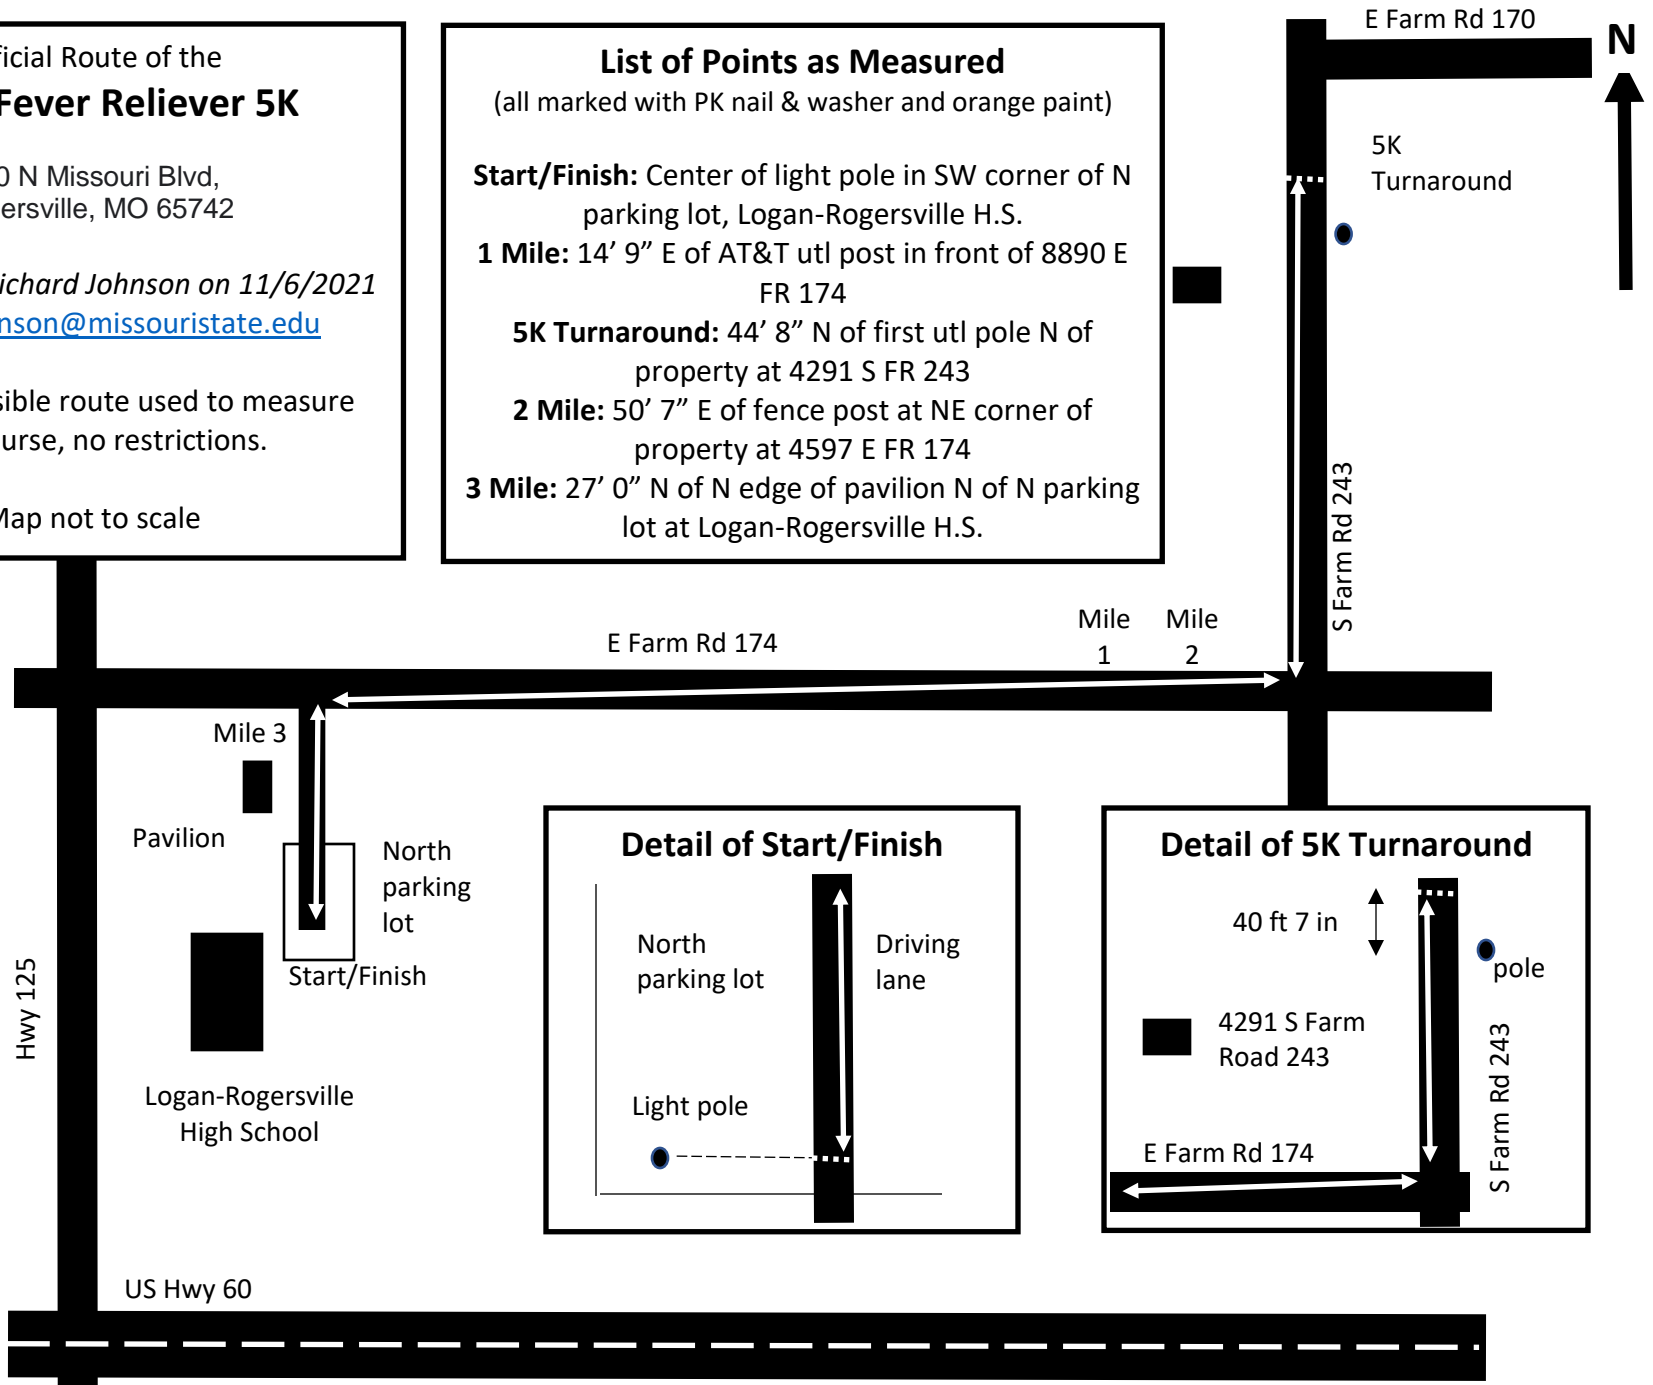 ficial Route of the
Fever Reliever 5K
0 N Missouri Blvd,
ersville, MO 65742
ichard Johnson on 11/6/2021
nson@missouristate.edu
sible route used to measure
urse, no restrictions.
Map not to scale
List of Points as Measured
(all marked with PK nail & washer and orange paint)
Start/Finish: Center of light pole in SW corner of N
parking lot, Logan-Rogersville H.S.
1 Mile: 14’ 9” E of AT&T utl post in front of 8890 E
FR 174
5K Turnaround: 44’ 8” N of first utl pole N of
property at 4291 S FR 243
2 Mile: 50’ 7” E of fence post at NE corner of
property at 4597 E FR 174
3 Mile: 27’ 0” N of N edge of pavilion N of N parking
lot at Logan-Rogersville H.S.
E Farm Rd 170
N
5K
Turnaround
S Farm Rd 243
E Farm Rd 174
Mile
1
Mile
2
Mile 3
Pavilion
North
parking
lot
Start/Finish
Hwy 125
Logan-Rogersville
High School
Detail of Start/Finish
North
parking lot
Driving
lane
Light pole
Detail of 5K Turnaround
40 ft 7 in
pole
4291 S Farm
Road 243
S Farm Rd 243
E Farm Rd 174
US Hwy 60